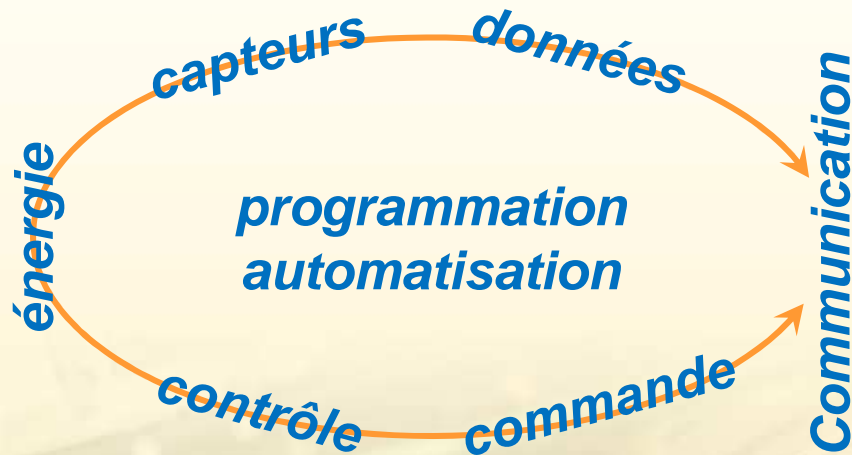 capteurs
données
énergie
programmation
automatisation
Communication
contrôle
commande